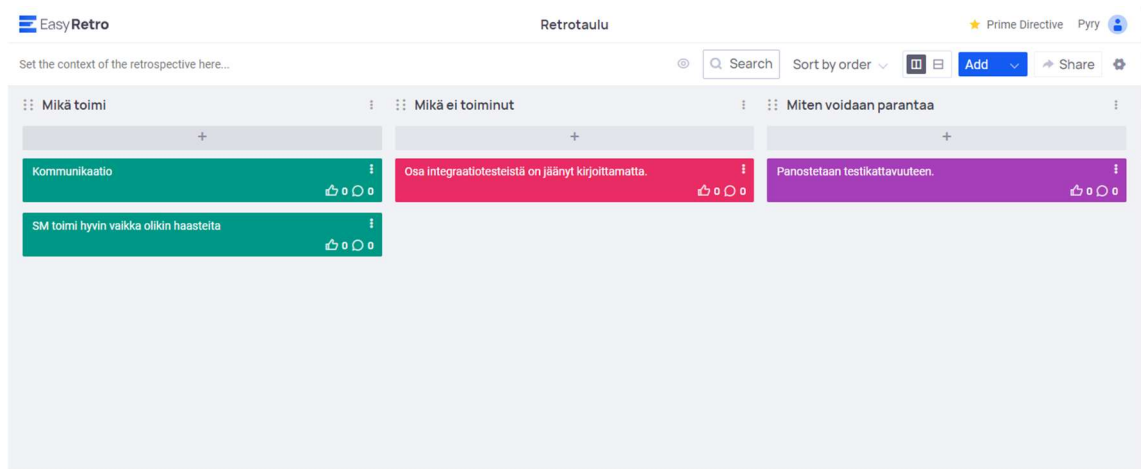 EasyRetro
Retrotaulu
Prime Directive Pyry
Set the context of the retrospective here...
Search Sort by order Add Share
Mikä toimi
+
Kommunikaatio
0 0
SM toimi hyvin vaikka olikin haasteita
0 0
Mikä ei toiminut
+
Osa integraatiotesteistä on jäänyt kirjoittamatta.
0 0
Miten voidaan parantaa
+
Panostetaan testikattavuuteen.
0 0